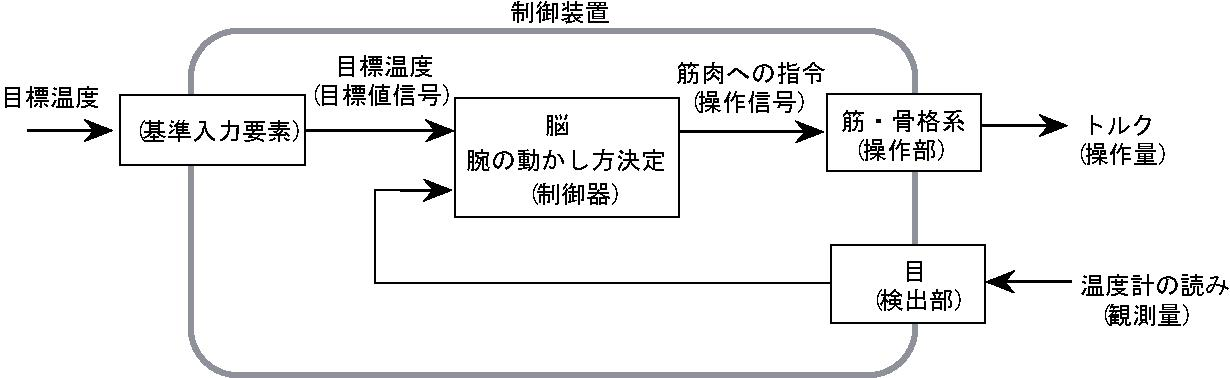 制御装置
目標温度
目標温度
(目標値信号)
筋肉への指令
(操作信号)
(基準入力要素)
脳
腕の動かし方決定
(制御器)
筋・骨格系
(操作部)
トルク
(操作量)
目
(検出部)
温度計の読み
(観測量)